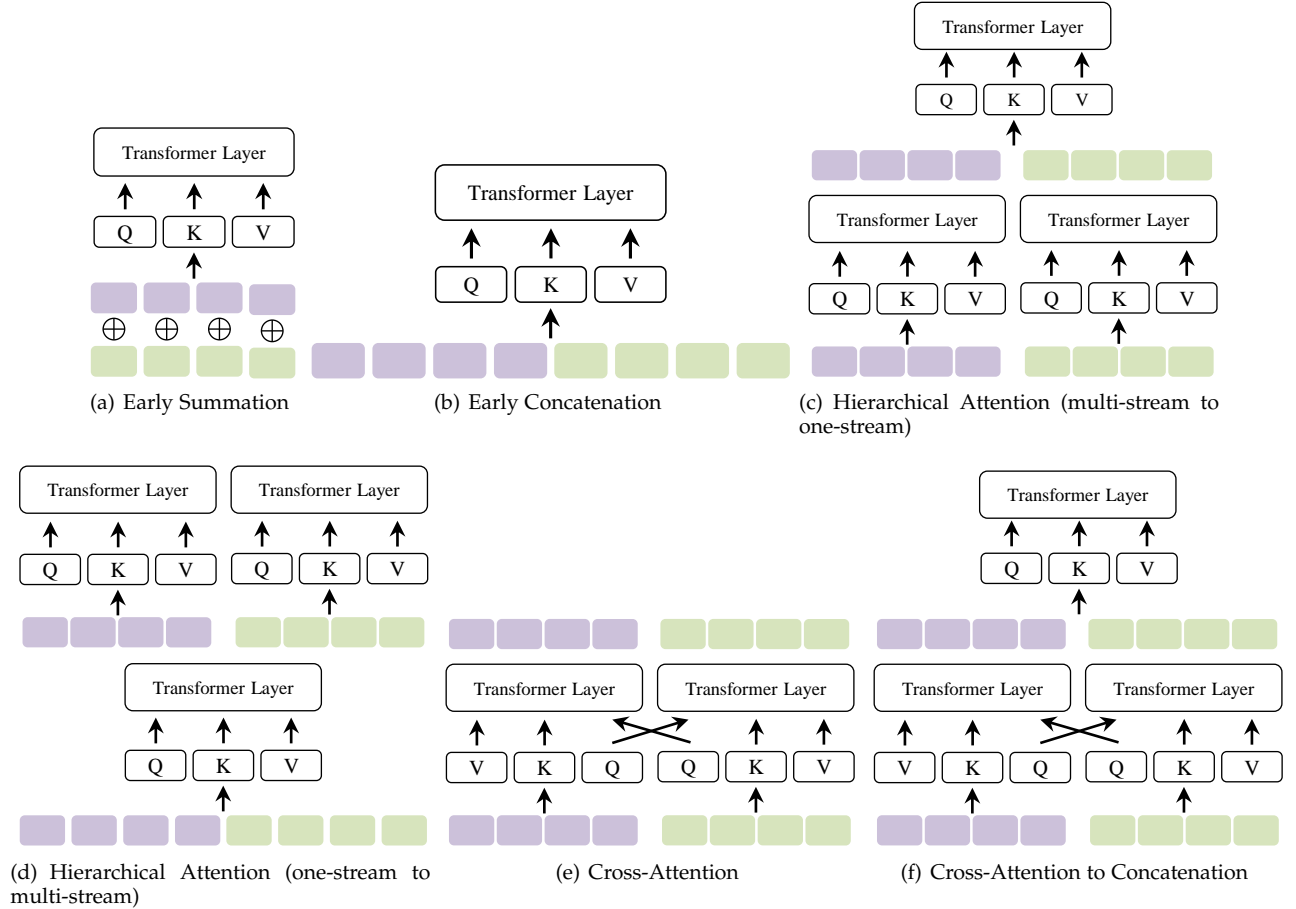 Transformer Layer
Q K V
(a) Early Summation
Transformer Layer
Q K V
(b) Early Concatenation
Transformer Layer
Q K V
Transformer Layer Transformer Layer
Q K V Q K V
(c) Hierarchical Attention (multi-stream to
one-stream)
Transformer Layer Transformer Layer
Q K V Q K V
Transformer Layer
Q K V
(d) Hierarchical Attention (one-stream to
multi-stream)
Transformer Layer Transformer Layer
V K Q Q K V
(e) Cross-Attention
Transformer Layer
Q K V
Transformer Layer Transformer Layer
V K Q Q K V
(f) Cross-Attention to Concatenation